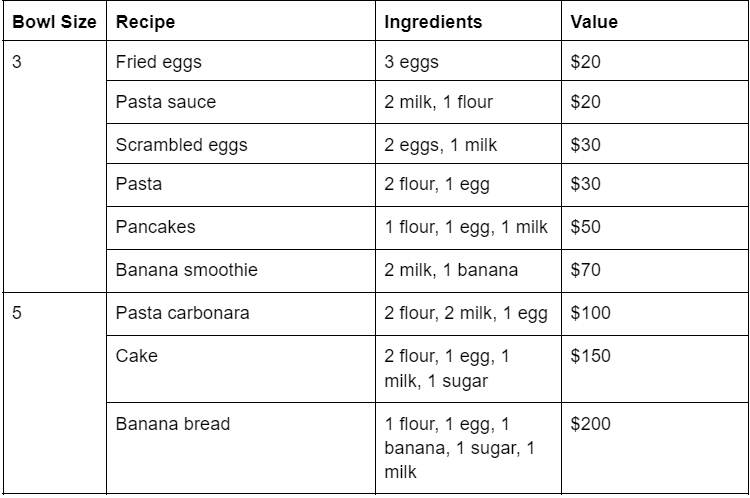 Bowl Size Recipe Ingredients Value
3 Fried eggs 3 eggs $20
Pasta sauce 2 milk, 1 flour $20
Scrambled eggs 2 eggs, 1 milk $30
Pasta 2 flour, 1 egg $30
Pancakes 1 flour, 1 egg, 1 milk $50
Banana smoothie 2 milk, 1 banana $70
5 Pasta carbonara 2 flour, 2 milk, 1 egg $100
Cake 2 flour, 1 egg, 1 $150
milk, 1 sugar
Banana bread 1 flour, 1 egg, 1 $200
banana, 1 sugar, 1
milk